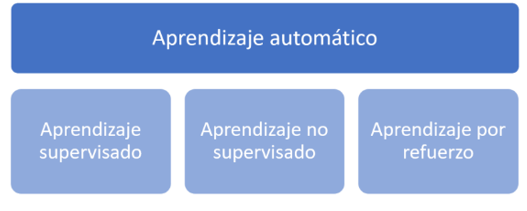 Aprendizaje automático
Aprendizaje
supervisado
Aprendizaje no
supervisado
Aprendizaje por
refuerzo